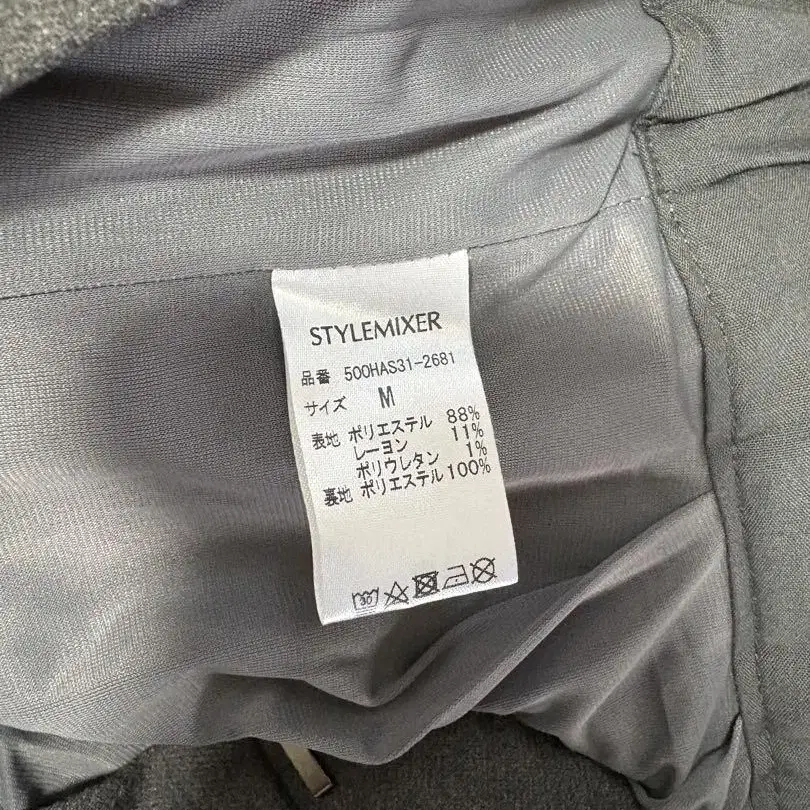 STYLEMIXER
品番 500HAS31-2681
サイズ M
表地 ポリエステル 88%
レーヨン 11%
ポリウレタン 1%
裏地 ポリエステル 100%
30